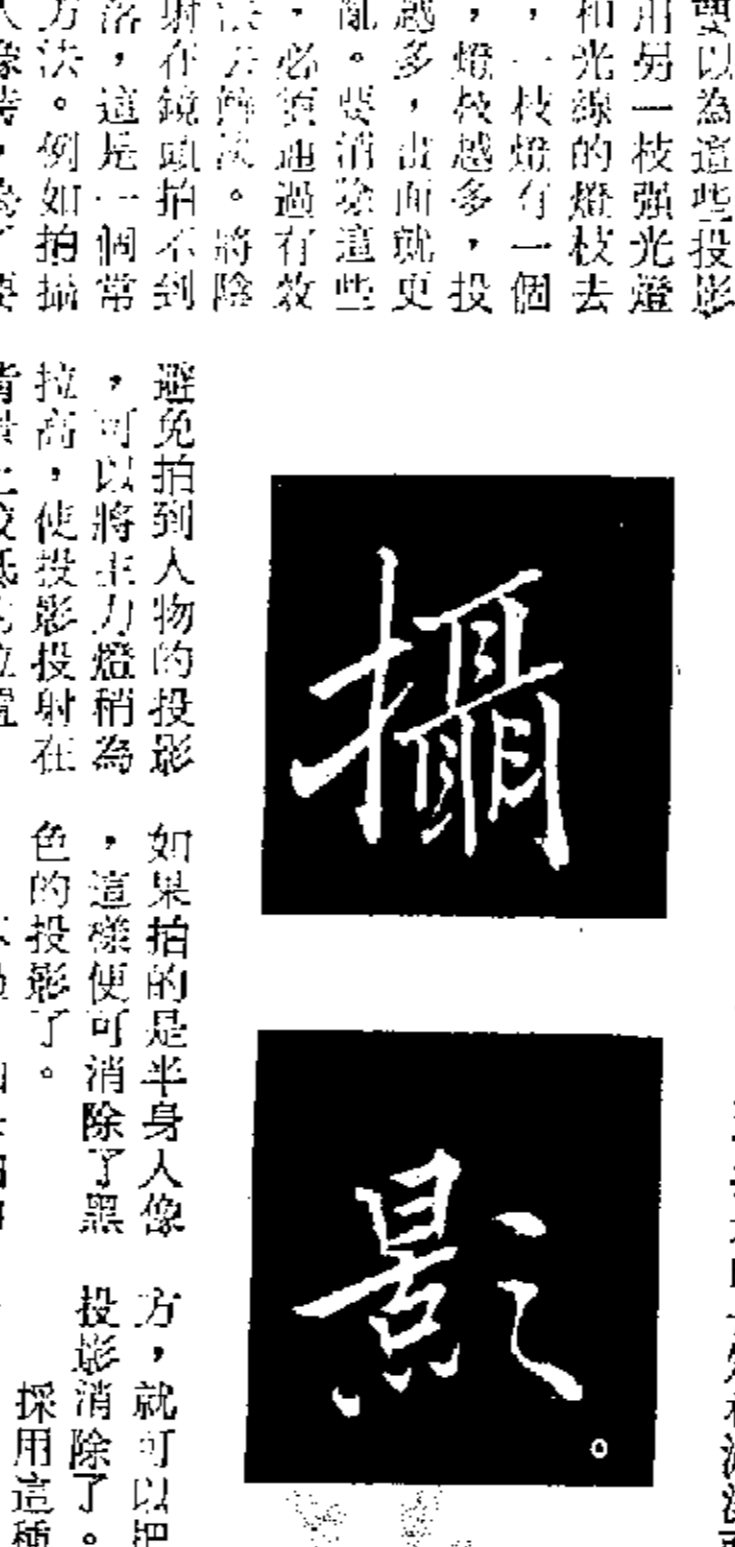 以為這些投影
用另一枝强光燈
和光線的燈枝去
，一枝燈有一個
，燈枝越多，投
越多，畫面就更
亂。要消除這些
，必須通過有效
去解決。將陰
射在鏡頭拍不到
落，這是一個常
方法。例如拍攝
攝
影。
避免拍到人物的投影
，可以將主力燈稍為
拉高，使投影投射在
如果拍的是半身人像
，這樣便可消除了黑
色的投影了。
方，就可以把
投影消除了。
採用這種